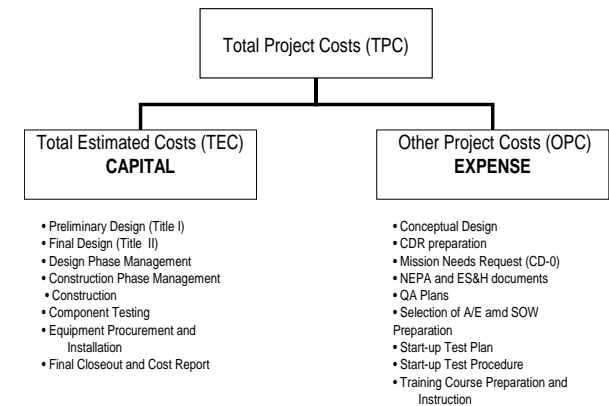 Total Project Costs (TPC)
Total Estimated Costs (TEC)
CAPITAL
• Preliminary Design (Title I)
• Final Design (Title II)
• Design Phase Management
• Construction Phase Management
• Construction
• Component Testing
• Equipment Procurement and
Installation
• Final Closeout and Cost Report
Other Project Costs (OPC)
EXPENSE
• Conceptual Design
• CDR preparation
• Mission Needs Request (CD-0)
• NEPA and ES&H documents
• QA Plans
• Selection of A/E amd SOW
Preparation
• Start-up Test Plan
• Start-up Test Procedure
• Training Course Preparation and
Instruction